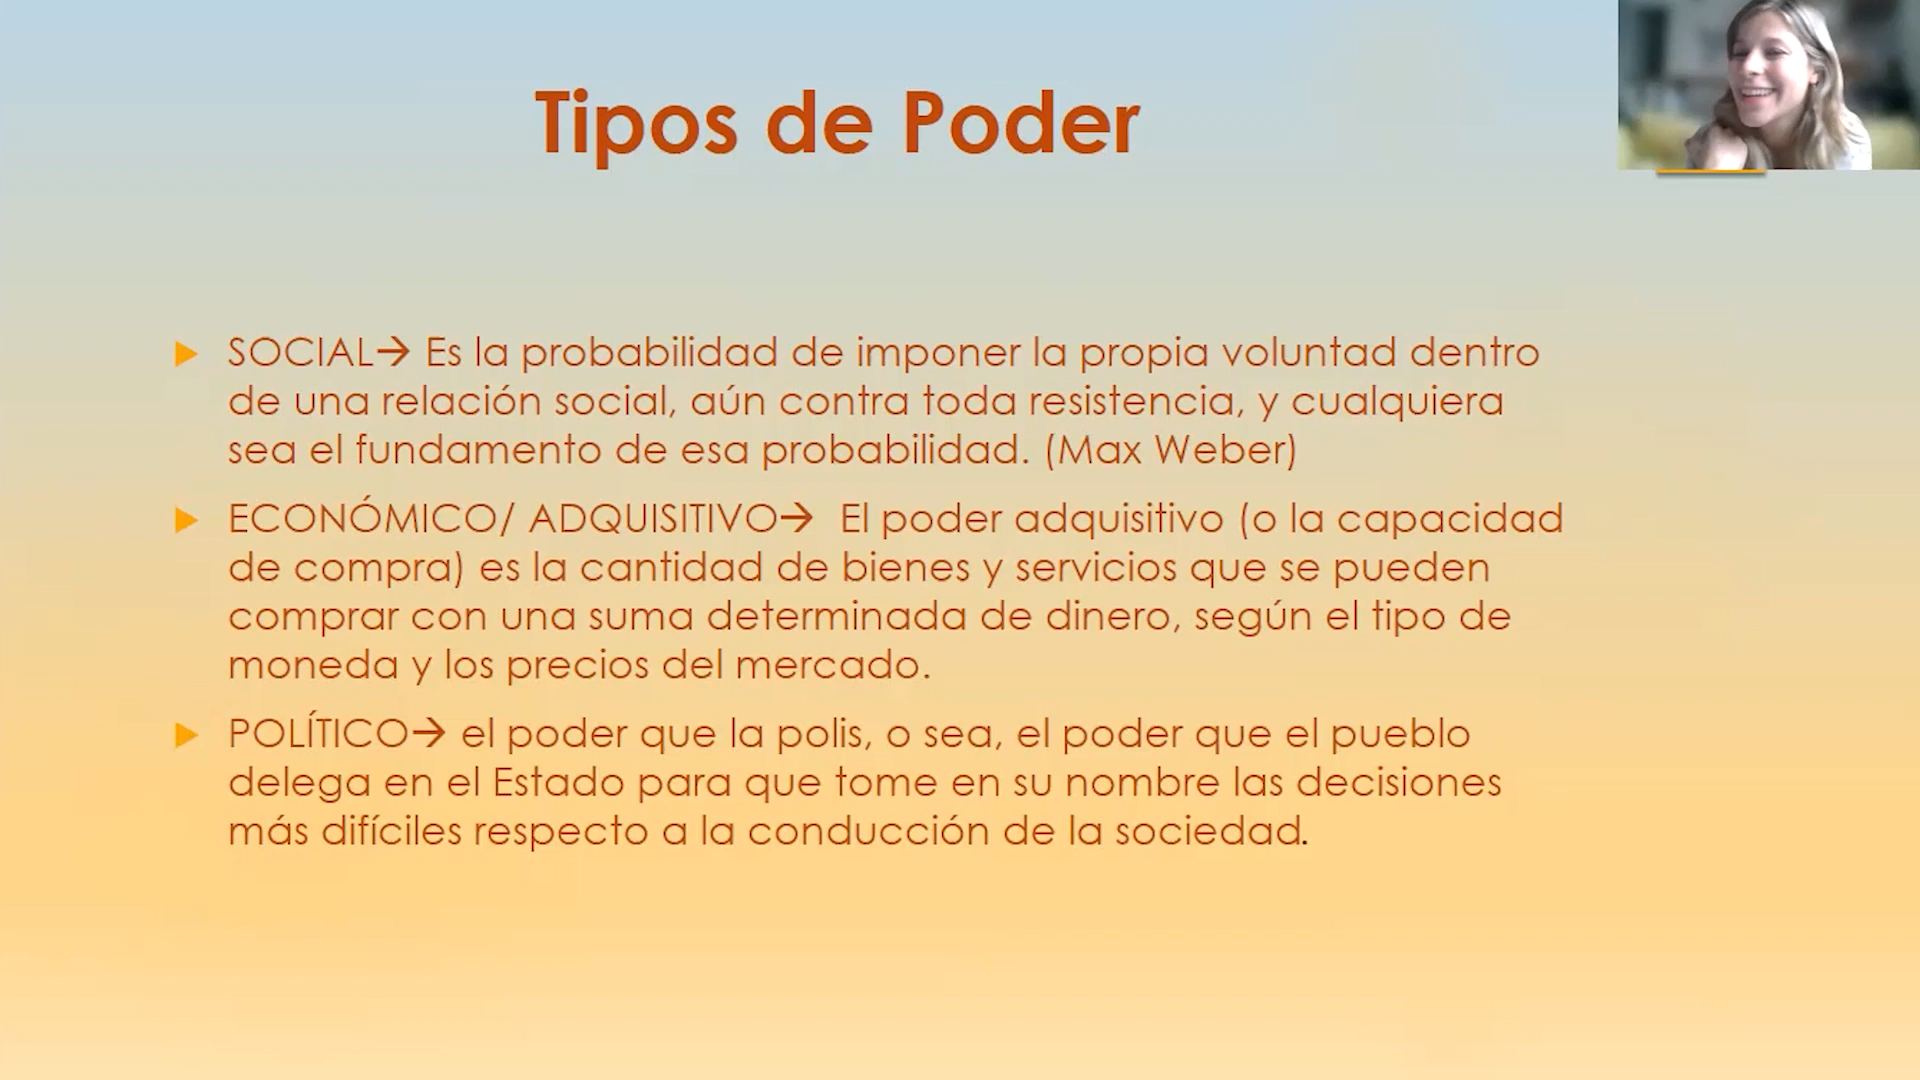 Tipos de Poder
SOCIAL→ Es la probabilidad de imponer la propia voluntad dentro
de una relación social, aún contra toda resistencia, y cualquiera
sea el fundamento de esa probabilidad. (Max Weber)
ECONÓMICO/ ADQUISITIVO→ El poder adquisitivo (o la capacidad
de compra) es la cantidad de bienes y servicios que se pueden
comprar con una suma determinada de dinero, según el tipo de
moneda y los precios del mercado.
POLÍTICO→ el poder que la polis, o sea, el poder que el pueblo
delega en el Estado para que tome en su nombre las decisiones
más difíciles respecto a la conducción de la sociedad.